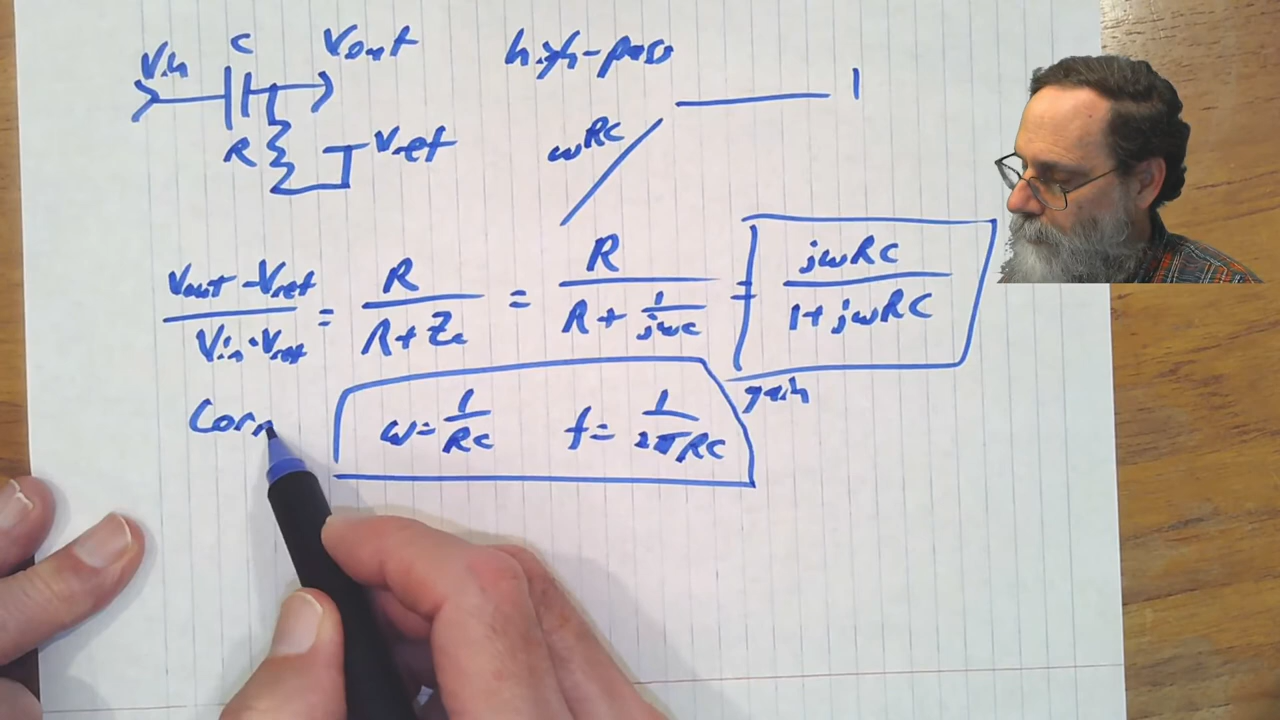 Vin C Vout
R Vref
high-pass
ωRC 1
Vout - Vref / Vin - Vref = R / R + Zc = R / R + 1/jωc = jωRC / 1 + jωRC
gain
Corn
ω = 1/RC f = 1/2πRC